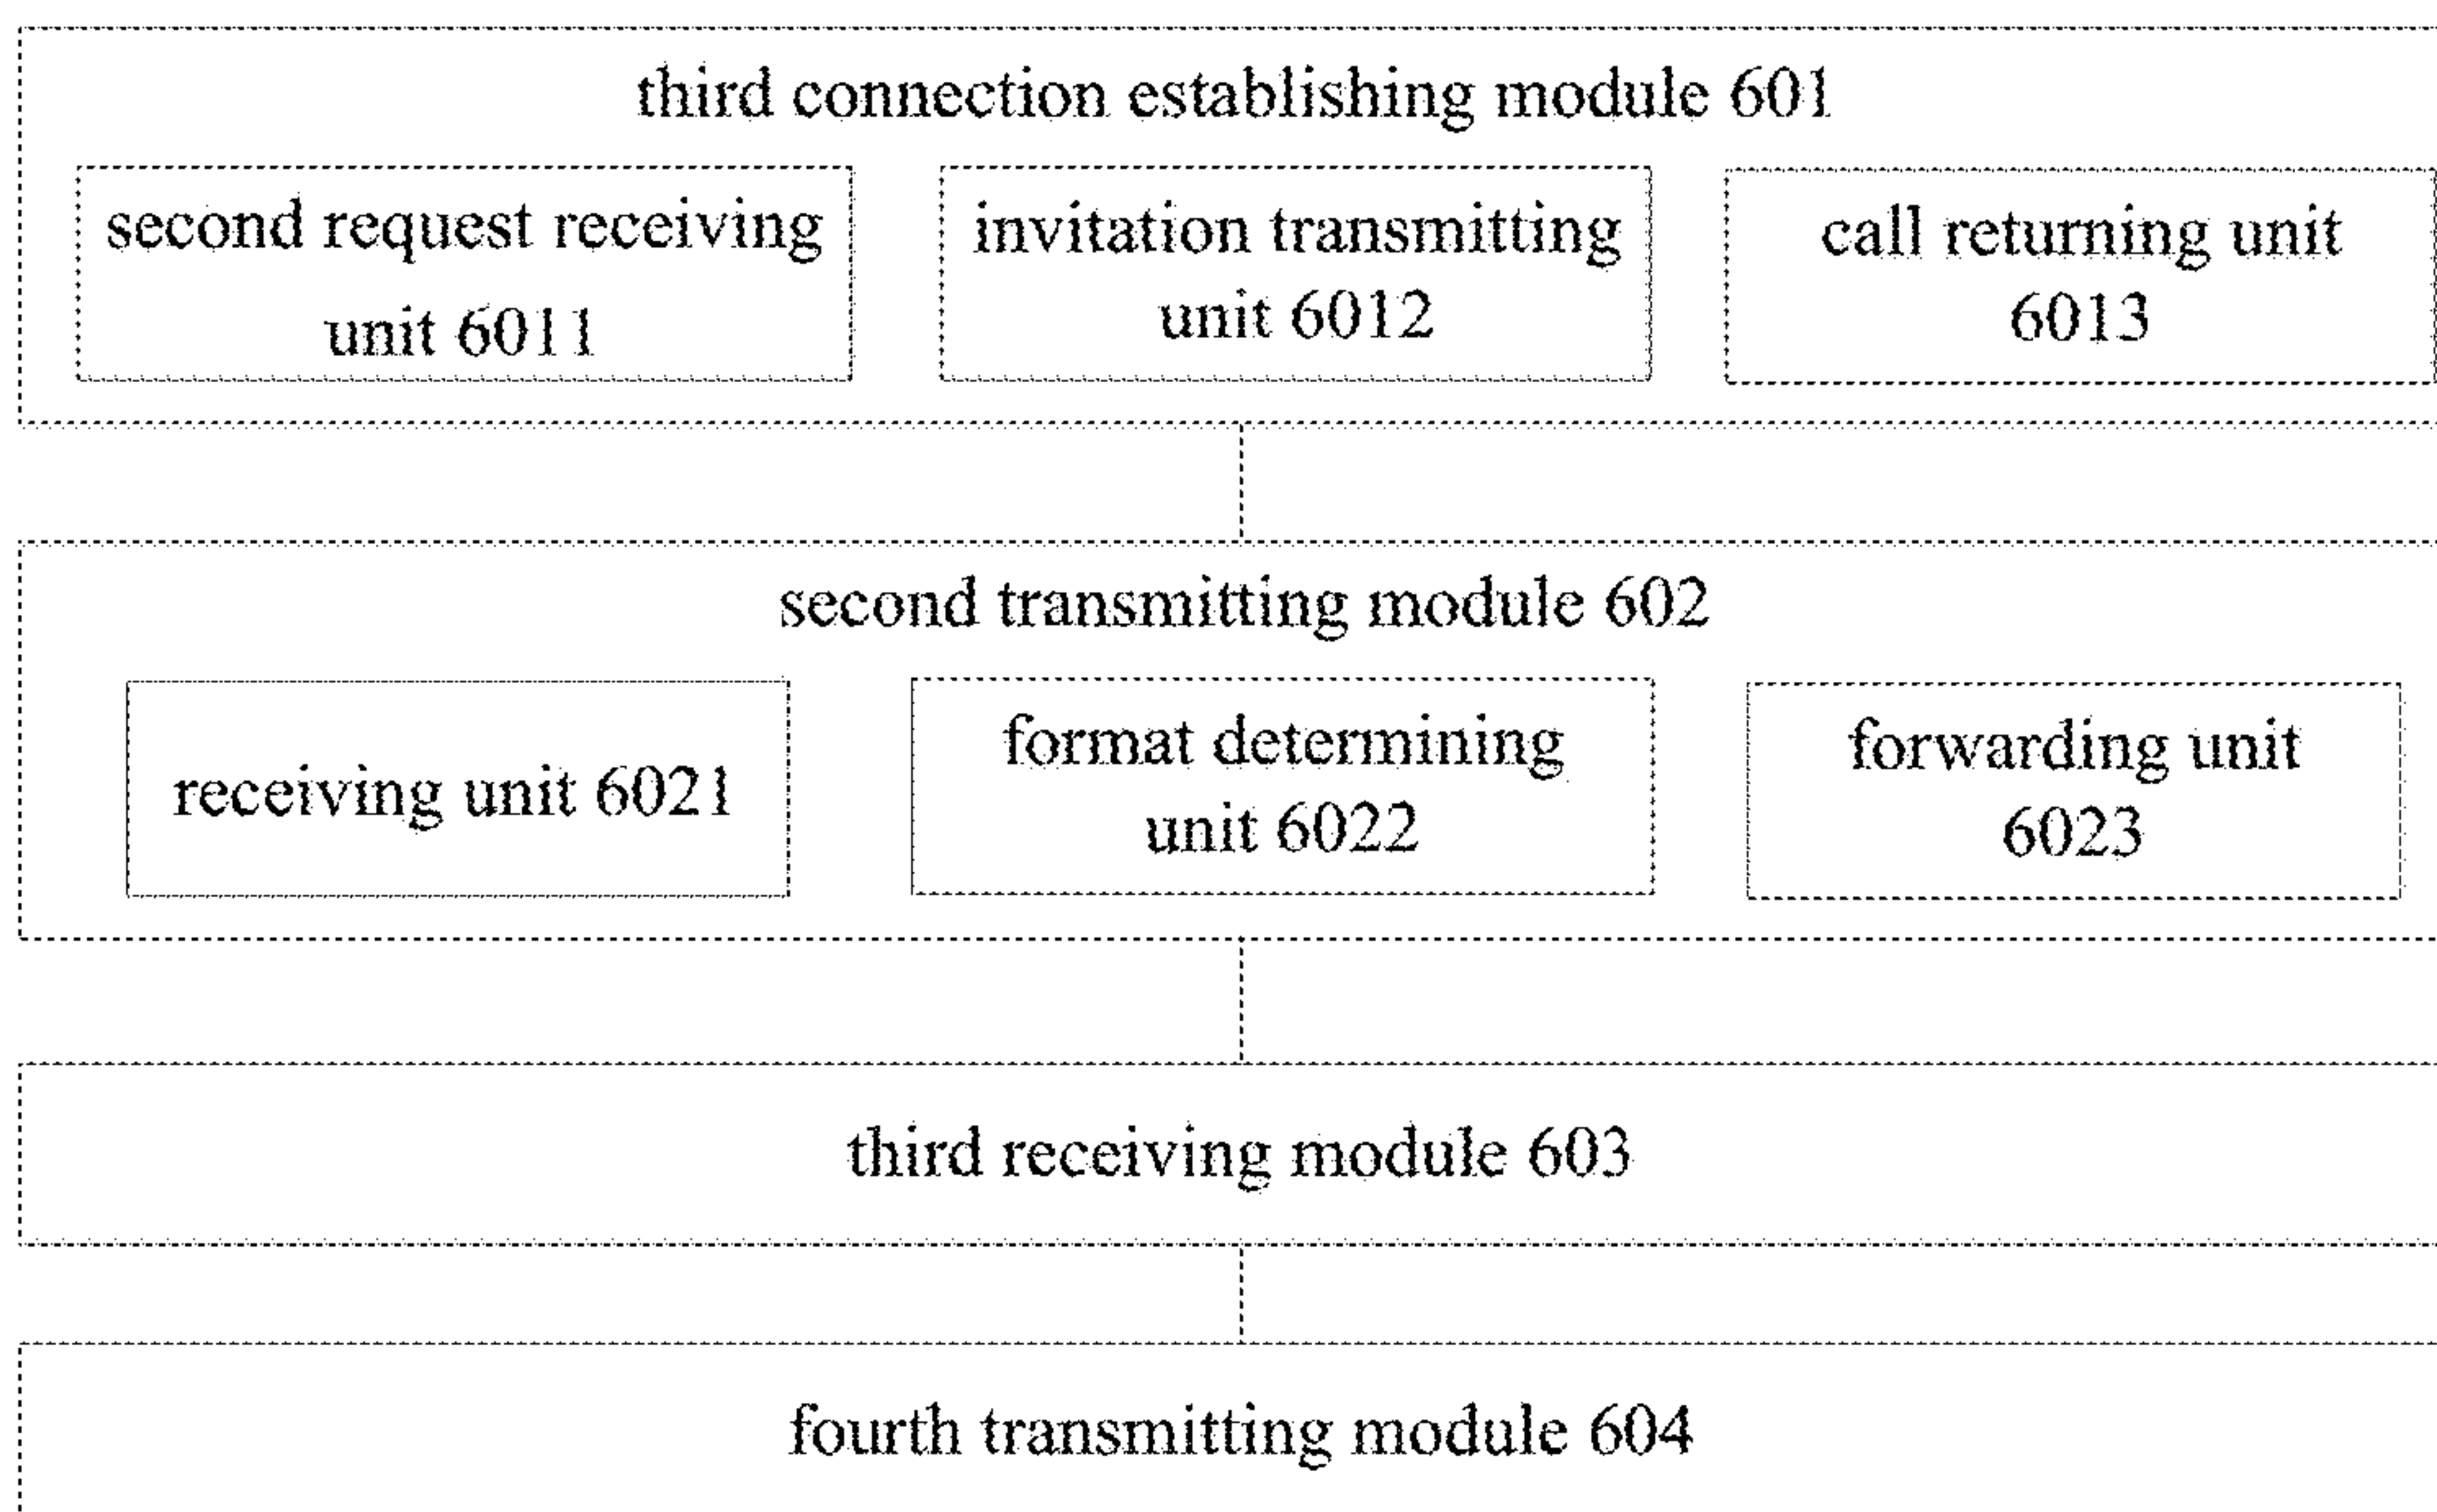 third connection establishing module 601
second request receiving
unit 6011
invitation transmitting
unit 6012
call returning unit
6013
second transmitting module 602
receiving unit 6021
format determining
unit 6022
forwarding unit
6023
third receiving module 603
fourth transmitting module 604